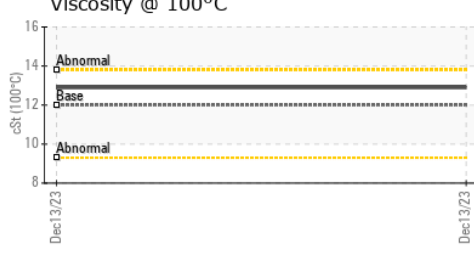 Viscosity @ 100°C
16
14
12
10
8
cSt (100°C)
Abnormal
Base
Abnormal
Dec13/23
Dec13/23